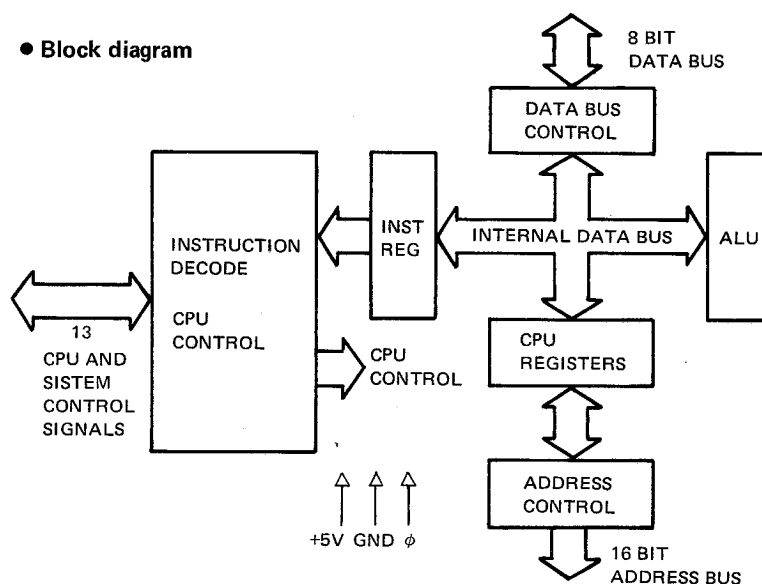 ● Block diagram
8 BIT
DATA BUS
DATA BUS
CONTROL
INSTRUCTION
DECODE
CPU
CONTROL
INST
REG
INTERNAL DATA BUS
ALU
13
CPU AND
SISTEM
CONTROL
SIGNALS
CPU
CONTROL
CPU
REGISTERS
ADDRESS
CONTROL
+5V GND ϕ
16 BIT
ADDRESS BUS